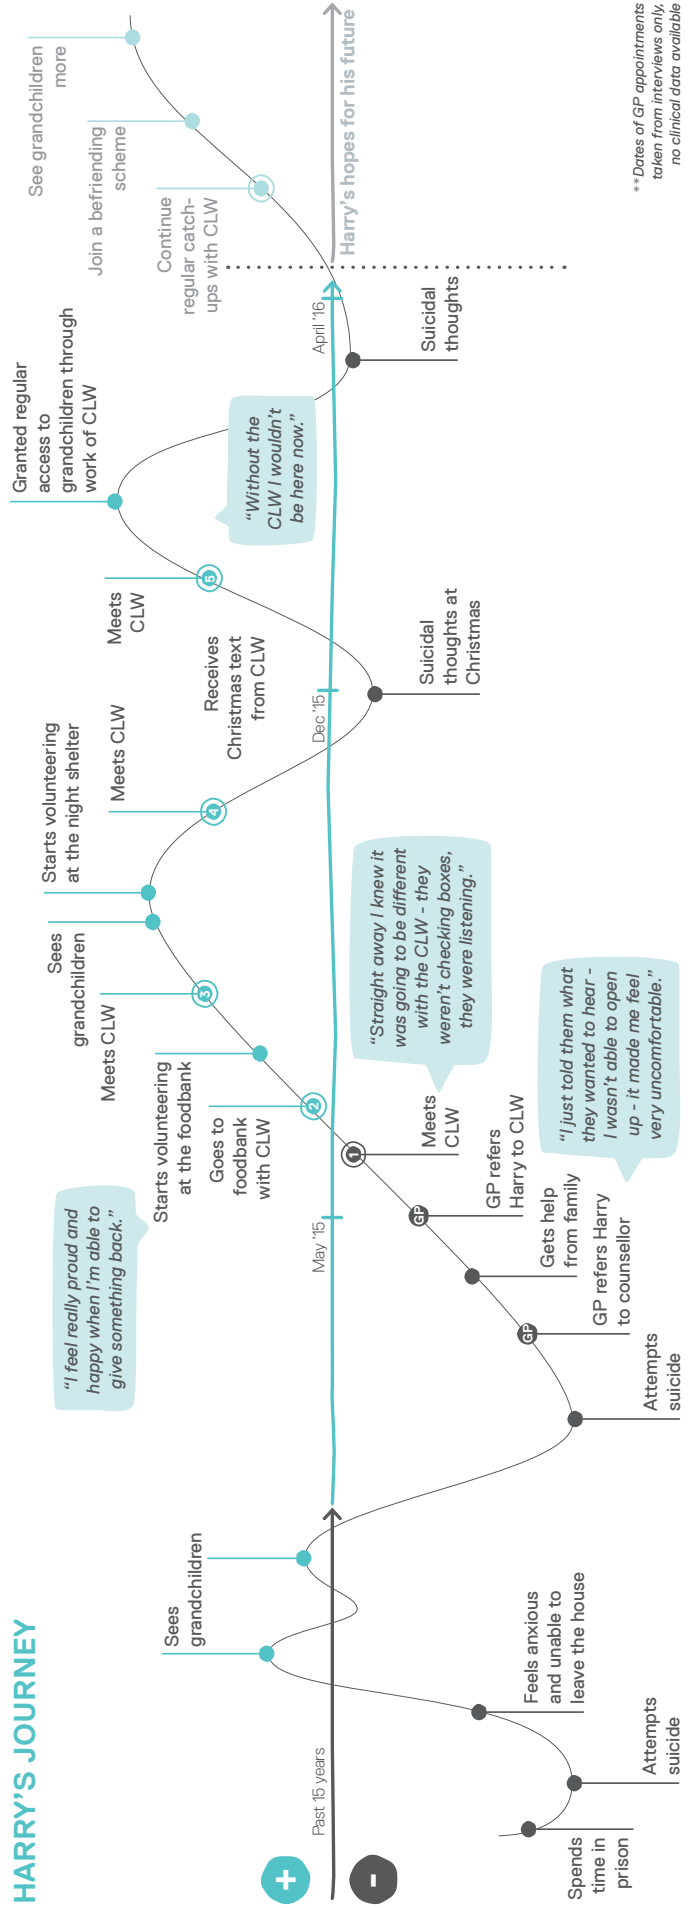 HARRY'S JOURNEY
+
-
Past 15 years
Spends
time in
prison
Attempts
suicide
Feels anxious
and unable to
leave the house
Sees
grandchildren
Attempts
suicide
GP
GP refers Harry
to counsellor
Gets help
from family
"I just told them what
they wanted to hear -
I wasn't able to open
up - it made me feel
very uncomfortable."
May '15
GP
GP refers
Harry to CLW
1
Meets
CLW
"Straight away I knew it
was going to be different
with the CLW - they
weren't checking boxes,
they were listening."
2
Goes to
foodbank
with CLW
Starts volunteering
at the foodbank
"I feel really proud and
happy when I'm able to
give something back."
3
Meets CLW
Sees
grandchildren
Starts volunteering
at the night shelter
4
Meets CLW
Dec '15
Suicidal
thoughts at
Christmas
Receives
Christmas text
from CLW
5
Meets
CLW
Granted regular
access to
grandchildren through
work of CLW
"Without the
CLW I wouldn't
be here now."
April '16
Suicidal
thoughts
Harry's hopes for his future
Continue
regular catch-
ups with CLW
Join a befriending
scheme
See grandchildren
more
**Dates of GP appointments
taken from interviews only,
no clinical data available